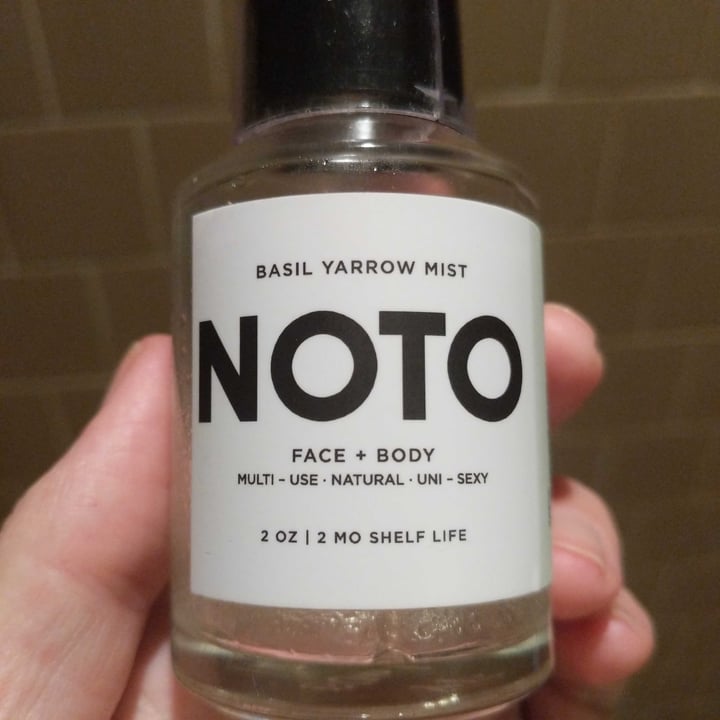 BASIL YARROW MIST
NOTO
FACE + BODY
MULTI - USE · NATURAL · UNI - SEXY
2 OZ | 2 MO SHELF LIFE